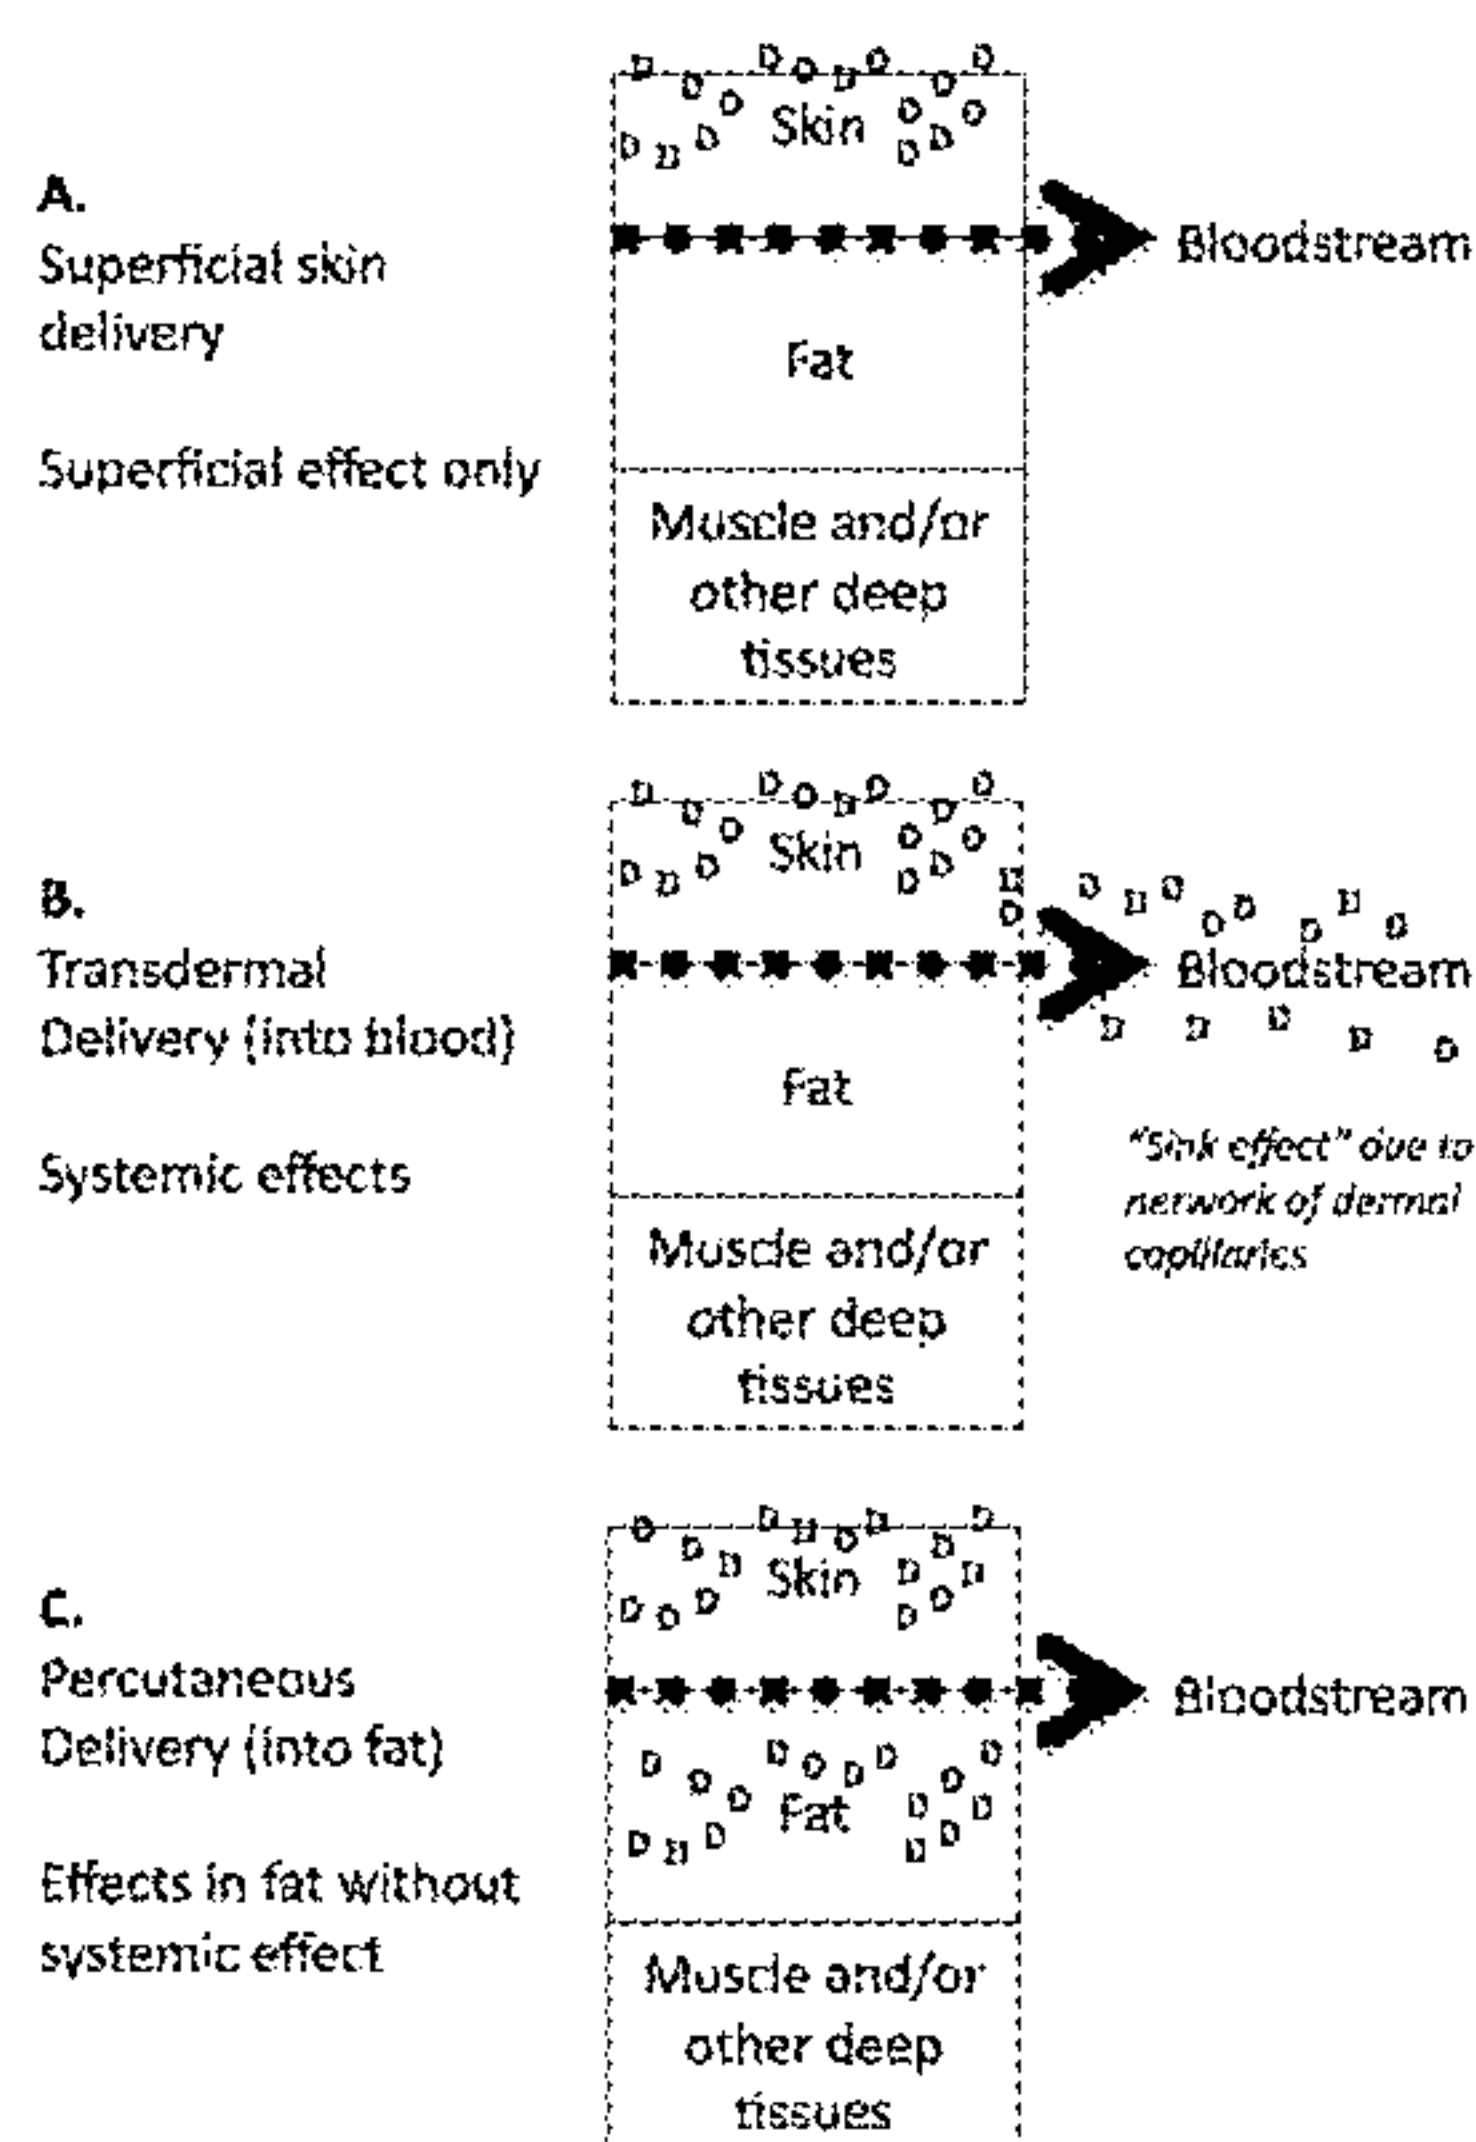 A.
Superficial skin
delivery
Superficial effect only
Skin
Bloodstream
Fat
Muscle and/or
other deep
tissues
B.
Transdermal
Delivery (into blood)
Systemic effects
Skin
Bloodstream
Fat
Muscle and/or
other deep
tissues
"Sink effect" due to
network of dermal
capillaries
C.
Percutaneous
Delivery (into fat)
Effects in fat without
systemic effect
Skin
Bloodstream
Fat
Muscle and/or
other deep
tissues